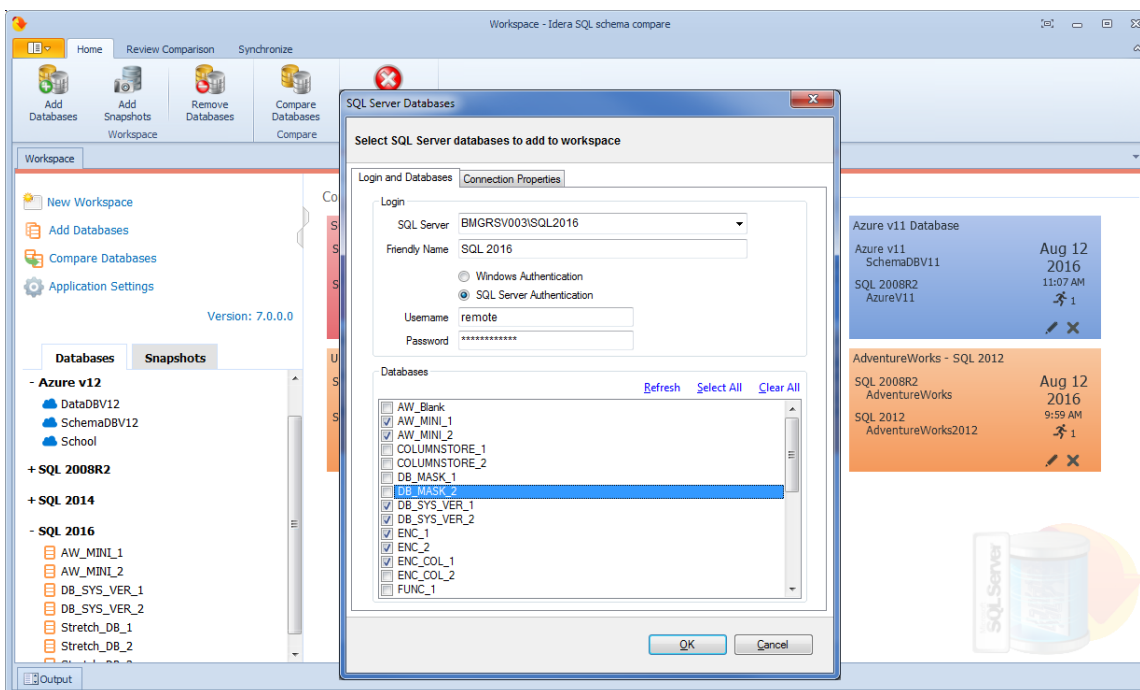 Workspace - Idera SQL schema compare
Home Review Comparison Synchronize
Add Databases
Add Snapshots
Remove Databases
Compare Databases
Workspace
Compare
Workspace
New Workspace
Add Databases
Compare Databases
Application Settings
Version: 7.0.0.0
Databases Snapshots
- Azure v12
DataDBV12
SchemaDBV12
School
+ SQL 2008R2
+ SQL 2014
- SQL 2016
AW_MINI_1
AW_MINI_2
DB_SYS_VER_1
DB_SYS_VER_2
Stretch_DB_1
Stretch_DB_2
Output
Co
SQL Server Databases
Select SQL Server databases to add to workspace
Login and Databases Connection Properties
Login
SQL Server BMGRSV003\SQL2016
Friendly Name SQL 2016
Windows Authentication
SQL Server Authentication
Username remote
Password ************
Databases
Refresh Select All Clear All
AW_Blank
AW_MINI_1
AW_MINI_2
COLUMNSTORE_1
COLUMNSTORE_2
DB_MASK_1
DB_MASK_2
DB_SYS_VER_1
DB_SYS_VER_2
ENC_1
ENC_2
ENC_COL_1
ENC_COL_2
FUNC_1
OK Cancel
Azure v11 Database
Azure v11
SchemaDBV11
SQL 2008R2
AzureV11
Aug 12
2016
11:07 AM
1
AdventureWorks - SQL 2012
SQL 2008R2
AdventureWorks
SQL 2012
AdventureWorks2012
Aug 12
2016
9:59 AM
1
SQL Server